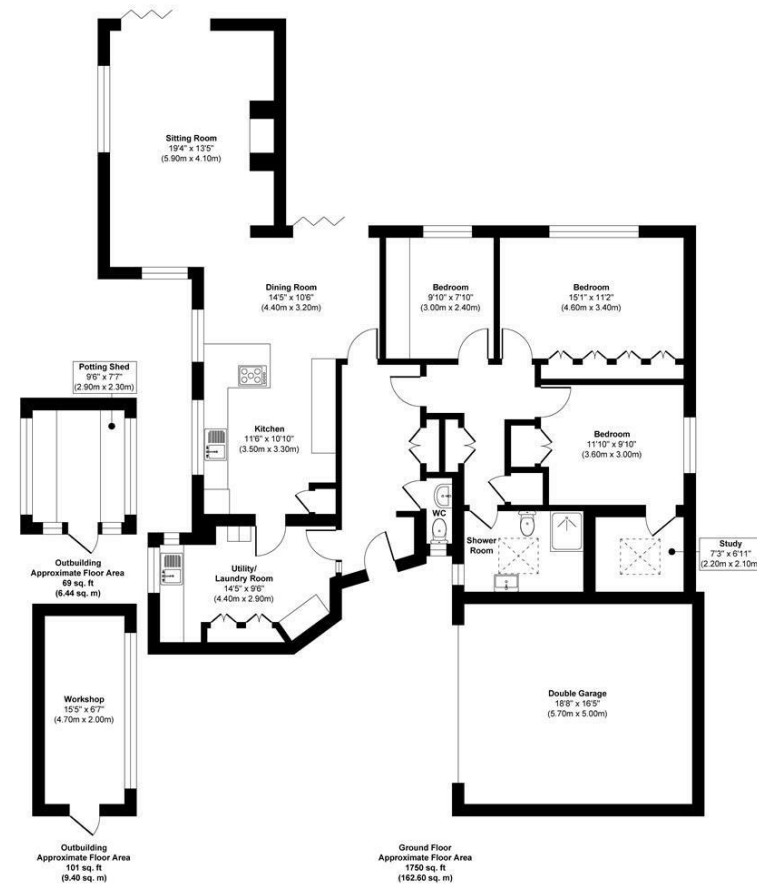 Sitting Room
19'4" x 13'5"
(5.90m x 4.10m)
Dining Room
14'5" x 10'6"
(4.40m x 3.20m)
Bedroom
9'10" x 7'10"
(3.00m x 2.40m)
Bedroom
15'1" x 11'2"
(4.60m x 3.40m)
Potting Shed
9'6" x 7'7"
(2.90m x 2.30m)
Kitchen
11'6" x 10'10"
(3.50m x 3.30m)
Bedroom
11'10" x 9'10"
(3.60m x 3.00m)
WC
Shower
Room
Study
7'3" x 6'11"
(2.20m x 2.10m)
Outbuilding
Approximate Floor Area
69 sq. ft
(6.44 sq. m)
Utility/
Laundry Room
14'5" x 9'6"
(4.40m x 2.90m)
Workshop
15'5" x 6'7"
(4.70m x 2.00m)
Double Garage
18'8" x 16'5"
(5.70m x 5.00m)
Outbuilding
Approximate Floor Area
101 sq. ft
(9.40 sq. m)
Ground Floor
Approximate Floor Area
1750 sq. ft
(162.60 sq. m)